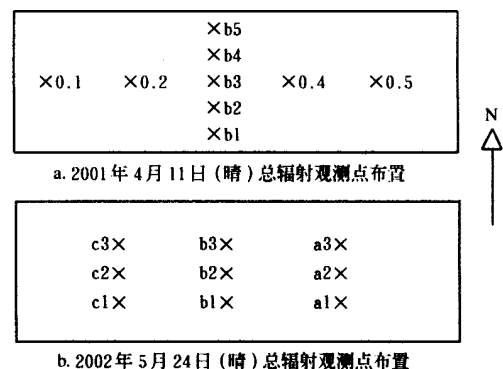 ×b5
×b4
×0.1 ×0.2 ×b3 ×0.4 ×0.5
×b2
×b1
N
a. 2001年4月11日(晴)总辐射观测点布置
c3× b3× a3×
c2× b2× a2×
c1× b1× a1×
b. 2002年5月24日(晴)总辐射观测点布置